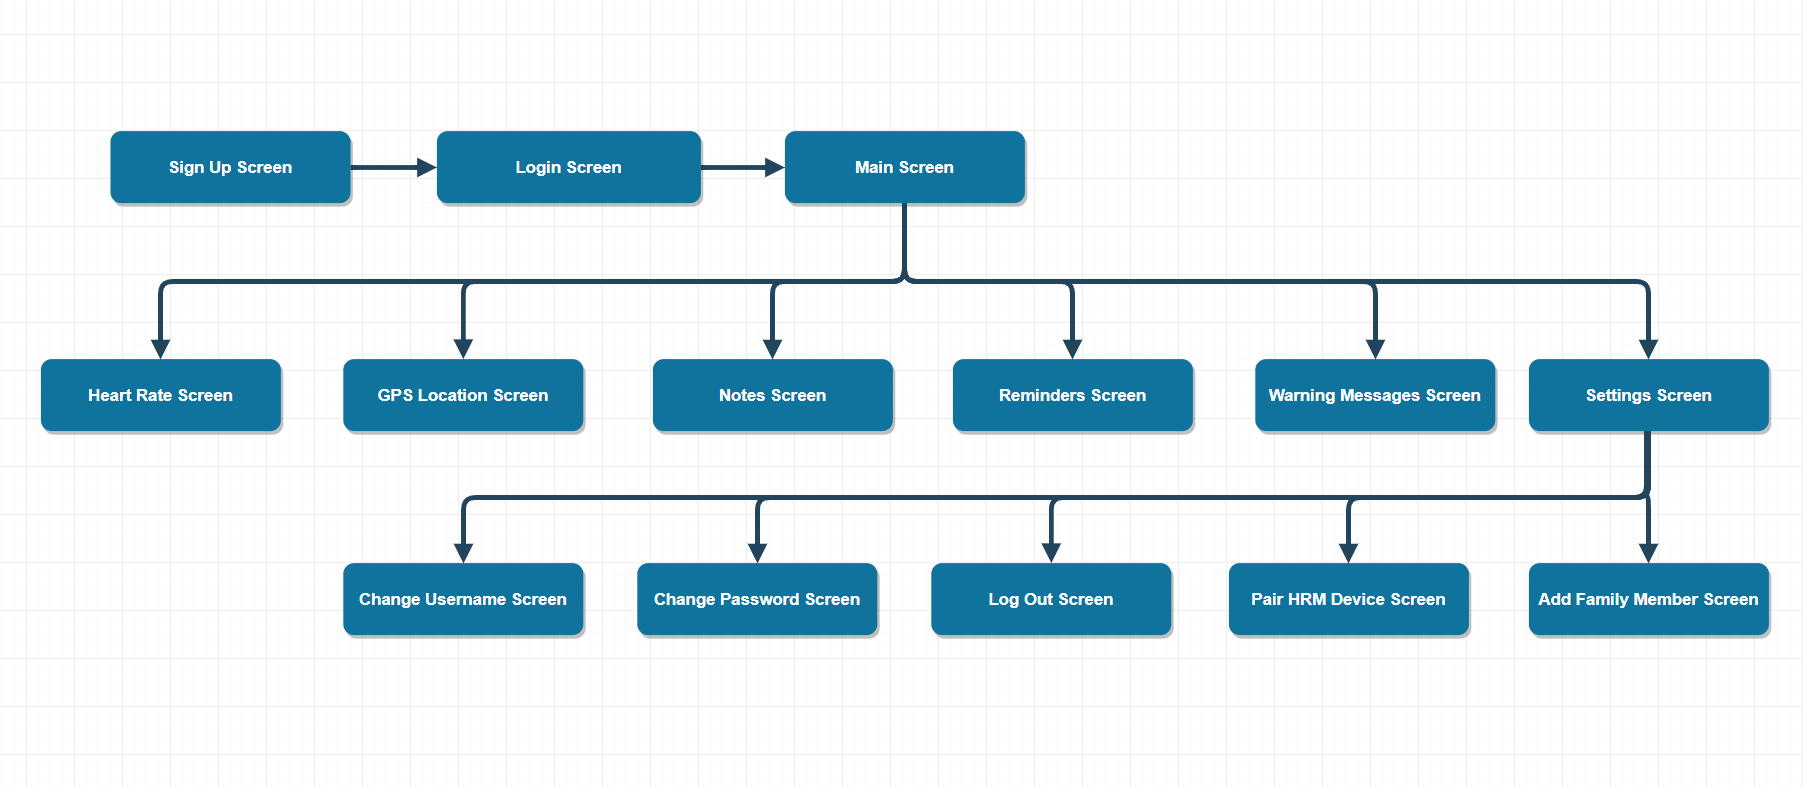 Sign Up Screen
Login Screen
Main Screen
Heart Rate Screen
GPS Location Screen
Notes Screen
Reminders Screen
Warning Messages Screen
Settings Screen
Change Username Screen
Change Password Screen
Log Out Screen
Pair HRM Device Screen
Add Family Member Screen